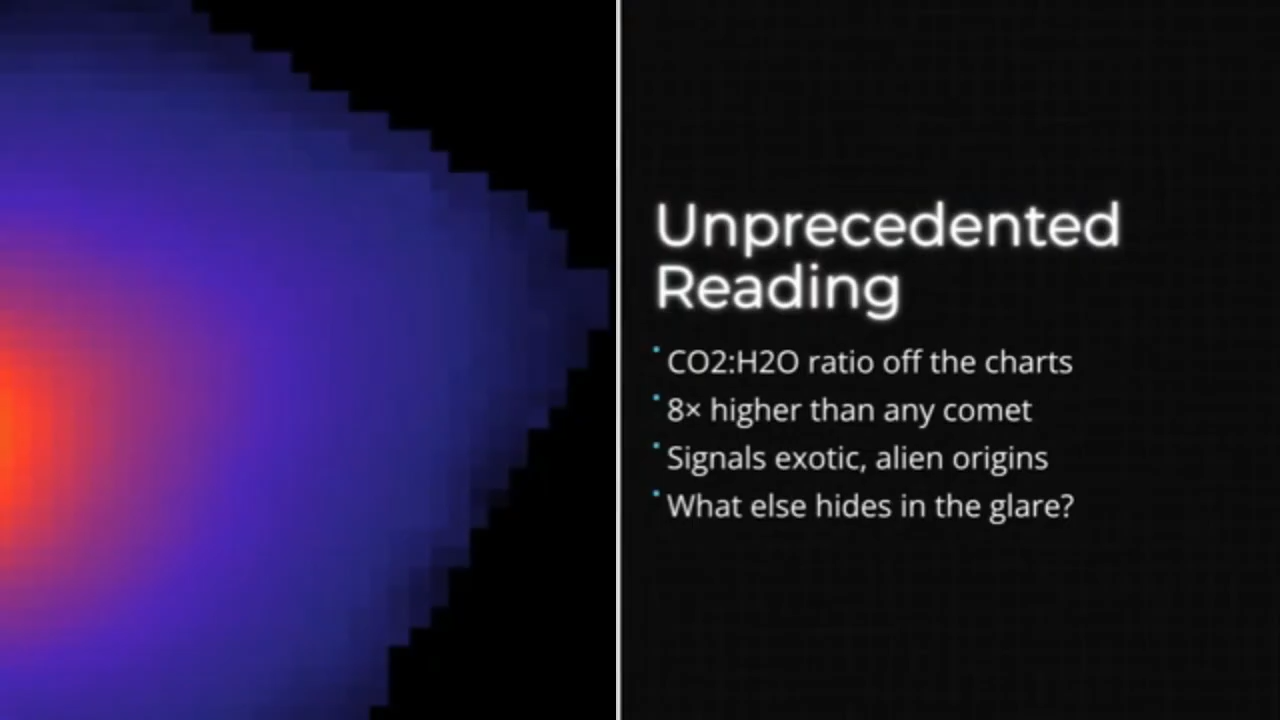 Unprecedented
Reading
CO2:H2O ratio off the charts
8× higher than any comet
Signals exotic, alien origins
What else hides in the glare?